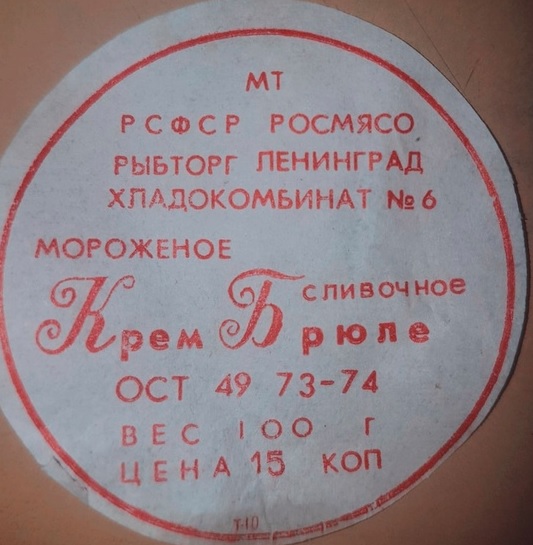 МТ
РСФСР РОСМЯСО
РЫБТОРГ ЛЕНИНГРАД
ХЛАДОКОМБИНАТ № 6
МОРОЖЕНОЕ
сливочное
Крем Брюле
ОСТ 49 73-74
ВЕС 100 Г
ЦЕНА 15 КОП